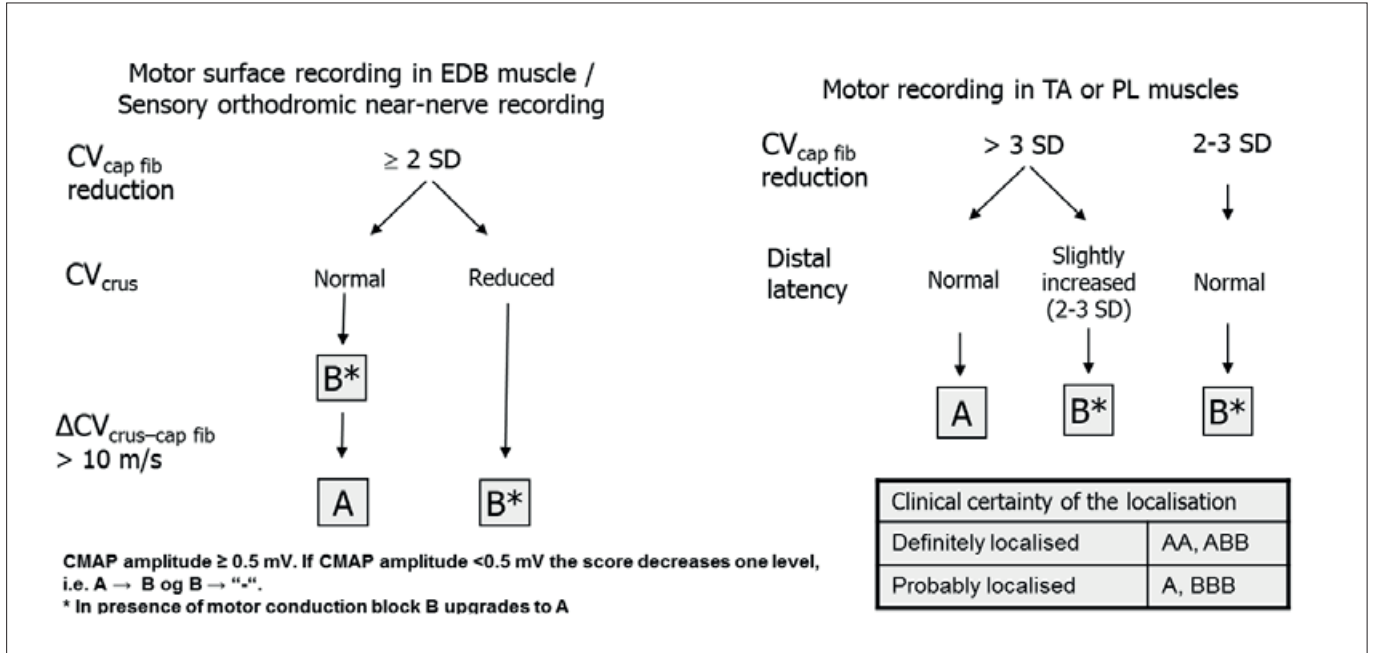 Motor surface recording in EDB muscle /
Sensory orthodromic near-nerve recording
CVcap fib
reduction
≥ 2 SD
CVcrus
Normal
Reduced
B*
ΔCVcrus–cap fib
> 10 m/s
A
B*
CMAP amplitude ≥ 0.5 mV. If CMAP amplitude <0.5 mV the score decreases one level,
i.e. A → B og B → “-“.
* In presence of motor conduction block B upgrades to A
Motor recording in TA or PL muscles
CVcap fib
reduction
> 3 SD
2-3 SD
Distal
latency
Normal
Slightly
increased
(2-3 SD)
Normal
A
B*
B*
Clinical certainty of the localisation
Definitely localised AA, ABB
Probably localised A, BBB